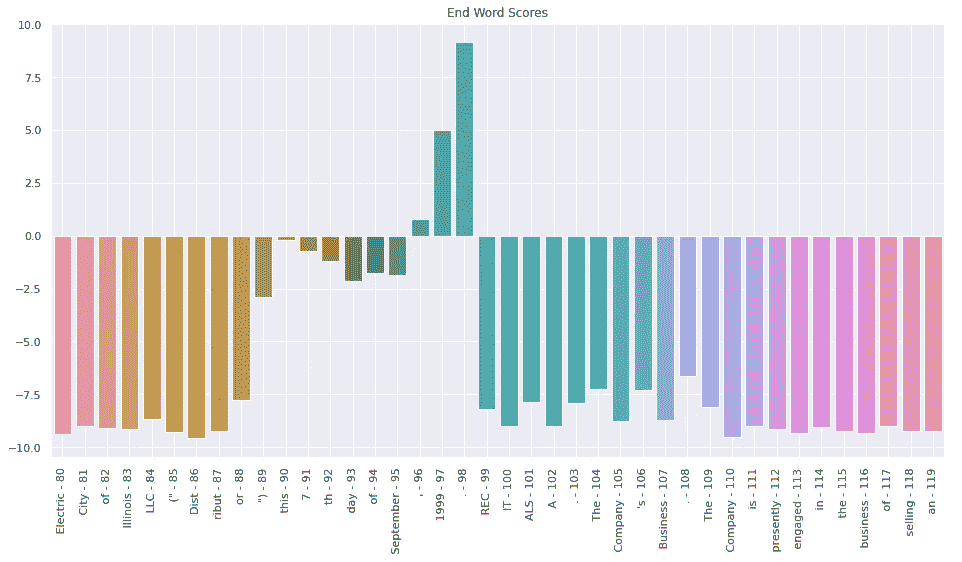 End Word Scores
10.0
7.5
5.0
2.5
0.0
−2.5
−5.0
−7.5
−10.0
Electric - 80
City - 81
of - 82
Illinois - 83
LLC - 84
(" - 85
Dist - 86
ribut - 87
or - 88
") - 89
this - 90
7 - 91
th - 92
day - 93
of - 94
September - 95
, - 96
1999 - 97
. - 98
REC - 99
IT - 100
ALS - 101
A - 102
. - 103
The - 104
Company - 105
's - 106
Business - 107
. - 108
The - 109
Company - 110
is - 111
presently - 112
engaged - 113
in - 114
the - 115
business - 116
of - 117
selling - 118
an - 119